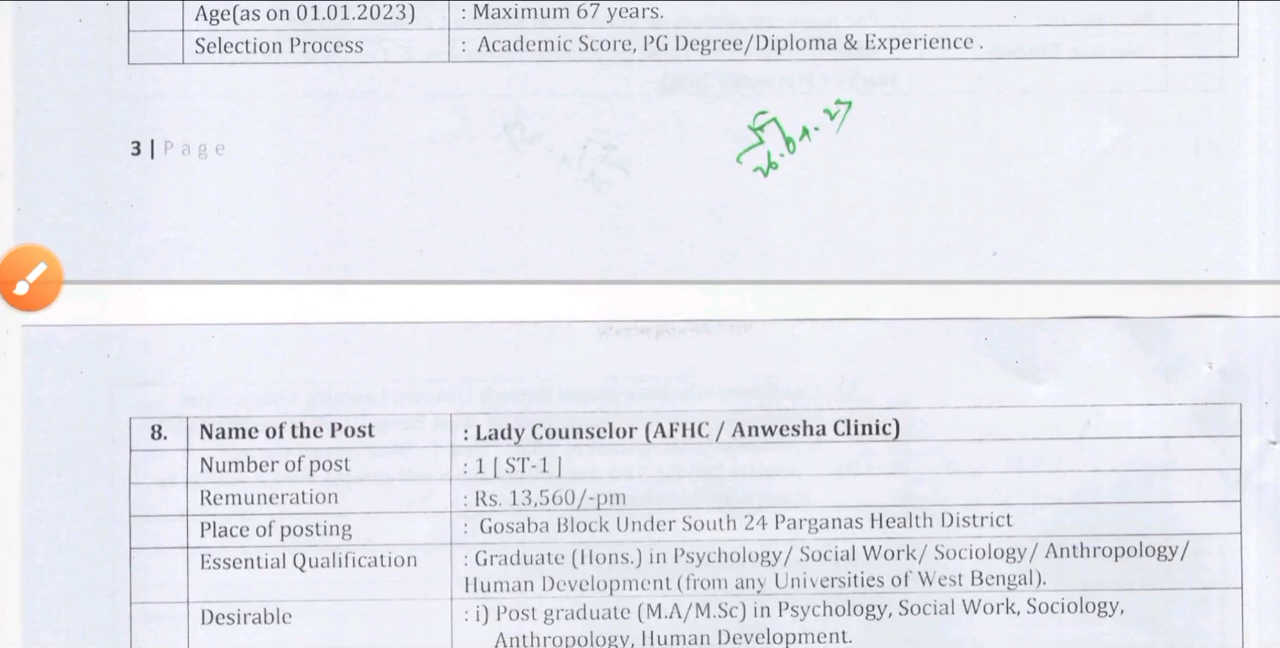 Age(as on 01.01.2023) : Maximum 67 years.
Selection Process : Academic Score, PG Degree/Diploma & Experience .
3 | Page
8. Name of the Post : Lady Counselor (AFHC / Anwesha Clinic)
Number of post : 1 [ ST-1 ]
Remuneration : Rs. 13,560/-pm
Place of posting : Gosaba Block Under South 24 Parganas Health District
Essential Qualification : Graduate (Hons.) in Psychology/ Social Work/ Sociology/ Anthropology/
Human Development (from any Universities of West Bengal).
Desirable : i) Post graduate (M.A/M.Sc) in Psychology, Social Work, Sociology,
Anthropology, Human Development.